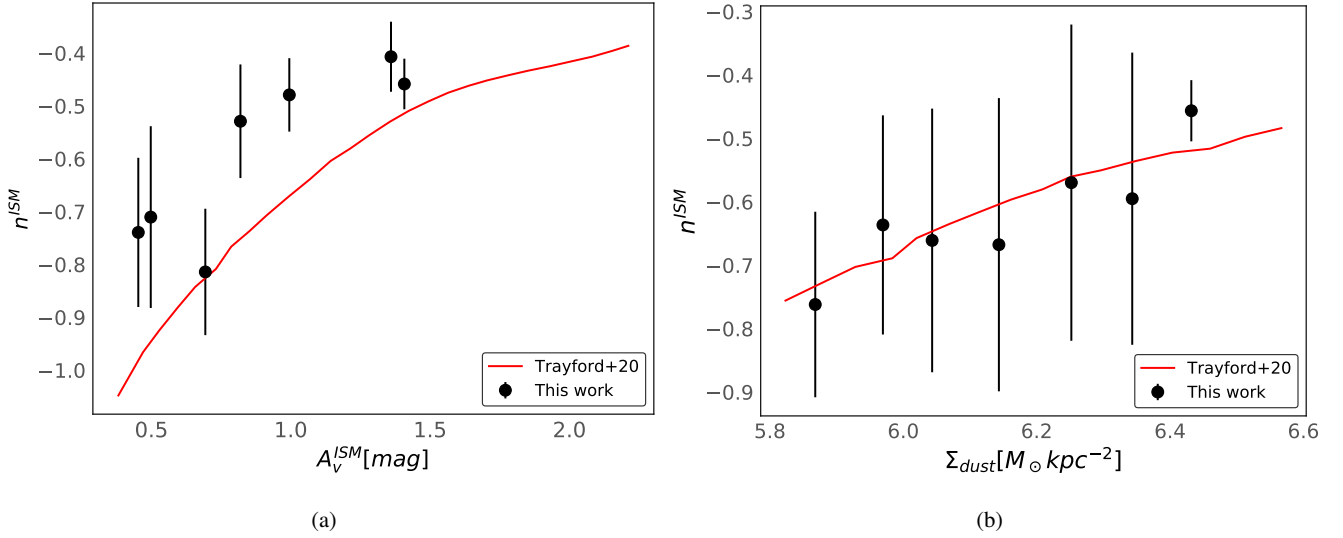 −0.4
−0.5
−0.6
−0.7
−0.8
−0.9
−1.0
n^{ISM}
0.5 1.0 1.5 2.0
A_v^{ISM}[mag]
Trayford+20
This work
(a)
−0.3
−0.4
−0.5
−0.6
−0.7
−0.8
−0.9
n^{ISM}
5.8 6.0 6.2 6.4 6.6
Σ_{dust}[M_⊙kpc^{−2}]
Trayford+20
This work
(b)